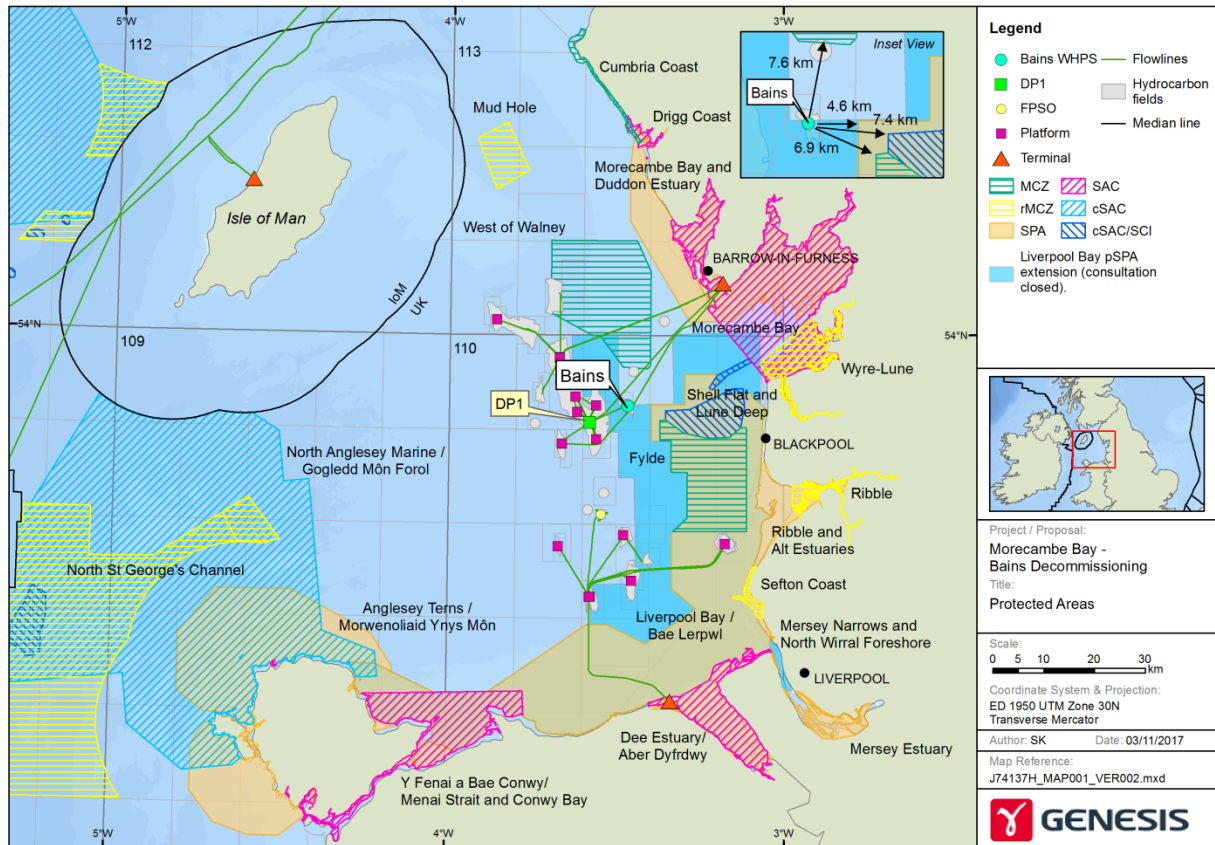 5°W
4°W
3°W
112
113
Cumbria Coast
Mud Hole
Drigg Coast
Morecambe Bay and
Duddon Estuary
Isle of Man
West of Walney
BARROW-IN-FURNESS
IoM
UK
54°N
54°N
109
110
Morecambe Bay
Wyre-Lune
Bains
DP1
Shell Flat and
Lune Deep
BLACKPOOL
North Anglesey Marine /
Gogledd Môn Forol
Fylde
Ribble
Ribble and
Alt Estuaries
North St George's Channel
Sefton Coast
Anglesey Terns /
Morwenoliaid Ynys Môn
Liverpool Bay /
Bae Lerpwl
Mersey Narrows and
North Wirral Foreshore
LIVERPOOL
Dee Estuary/
Aber Dyfrdwy
Mersey Estuary
Y Fenai a Bae Conwy/
Menai Strait and Conwy Bay
5°W
4°W
3°W
Inset View
7.6 km
Bains
4.6 km
7.4 km
6.9 km
Legend
Bains WHPS
DP1
FPSO
Platform
Terminal
Flowlines
Hydrocarbon
fields
Median line
MCZ
SAC
rMCZ
cSAC
SPA
cSAC/SCI
Liverpool Bay pSPA
extension (consultation
closed).
Project / Proposal:
Morecambe Bay -
Bains Decommissioning
Title:
Protected Areas
Scale:
0 5 10 20 30
km
Coordinate System & Projection:
ED 1950 UTM Zone 30N
Transverse Mercator
Author: SK Date: 03/11/2017
Map Reference:
J74137H_MAP001_VER002.mxd
GENESIS